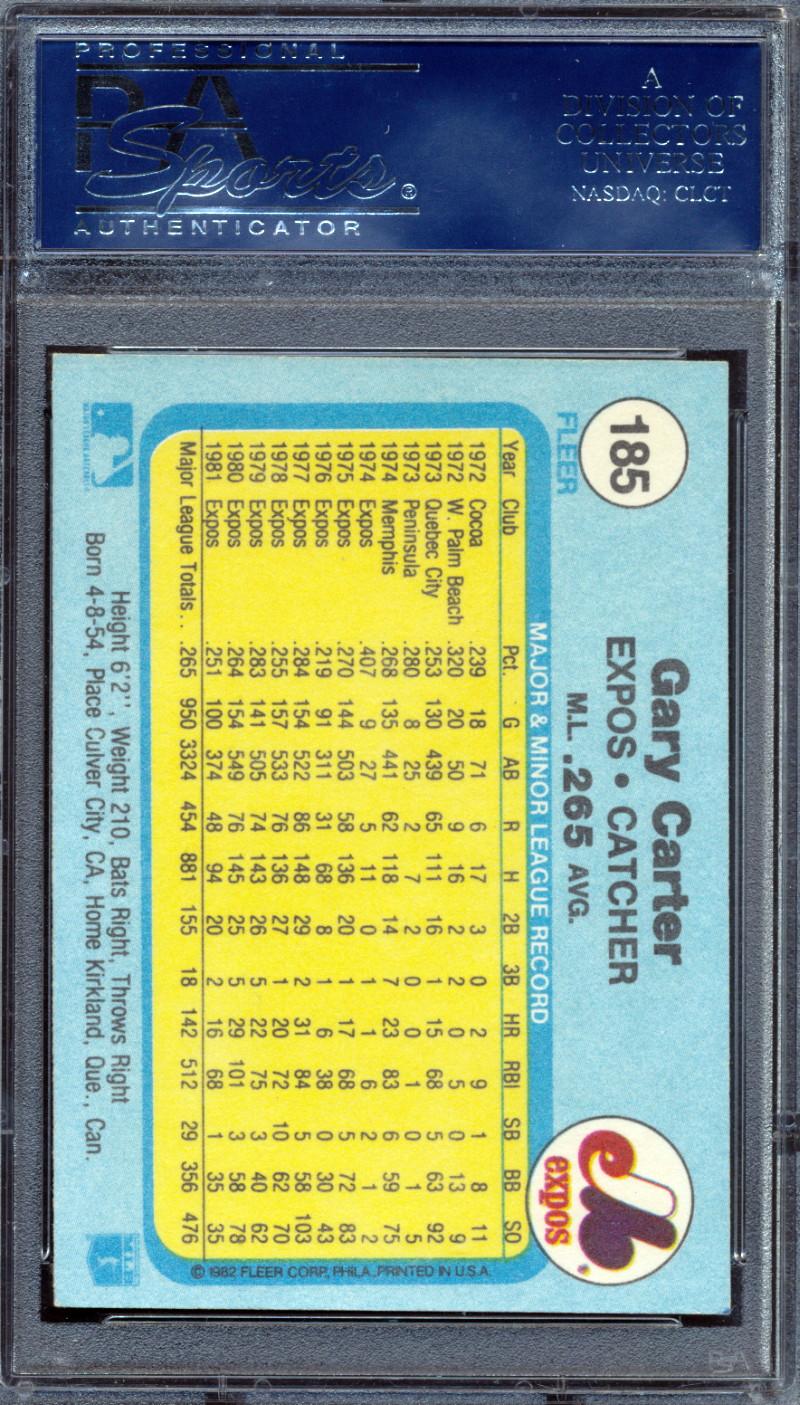 PROFESSIONAL
PSA
Sports®
AUTHENTICATOR
A
DIVISION OF
COLLECTORS
UNIVERSE
NASDAQ: CLCT
185
FLEER
Gary Carter
EXPOS • CATCHER
M.L. .265 AVG.
expos
MAJOR & MINOR LEAGUE RECORD
Year Club Pct. G AB R H 2B 3B HR RBI SB BB SO
1972 Cocoa .239 18 71 6 17 3 0 2 9 1 8 11
1972 W. Palm Beach .320 20 50 9 16 2 2 0 5 0 13 9
1973 Quebec City .253 130 439 65 111 16 1 15 68 5 63 92
1973 Peninsula .280 8 25 2 7 2 0 0 1 0 1 5
1974 Memphis .268 135 441 62 118 14 7 23 83 6 59 75
1974 Expos .407 9 27 5 11 0 1 1 6 2 1 2
1975 Expos .270 144 503 58 136 20 1 17 68 5 72 83
1976 Expos .219 91 311 31 68 8 1 6 38 0 30 43
1977 Expos .284 154 522 86 148 29 2 31 84 5 58 103
1978 Expos .255 157 533 76 136 27 1 20 72 10 62 70
1979 Expos .283 141 505 74 143 26 5 22 75 3 40 62
1980 Expos .264 154 549 76 145 25 5 29 101 3 58 78
1981 Expos .251 100 374 48 94 20 2 16 68 1 35 35
Major League Totals . . .265 950 3324 454 881 155 18 142 512 29 356 476
© 1982 FLEER CORP. PHILA. PRINTED IN U.S.A.
Height 6'2'', Weight 210, Bats Right, Throws Right
Born 4-8-54, Place Culver City, CA, Home Kirkland, Que., Can.
PSA